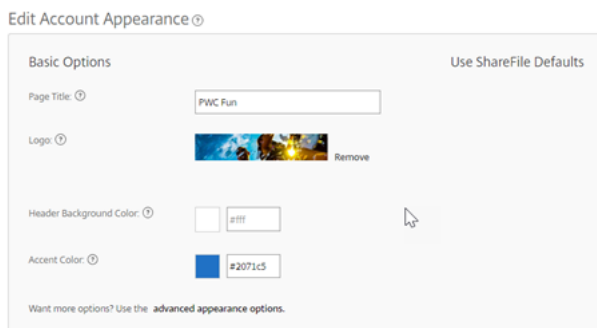 Edit Account Appearance ?
Basic Options
Use ShareFile Defaults
Page Title: ?
PWC Fun
Logo: ?
Remove
Header Background Color: ?
#fff
Accent Color: ?
#2071c5
Want more options? Use the advanced appearance options.